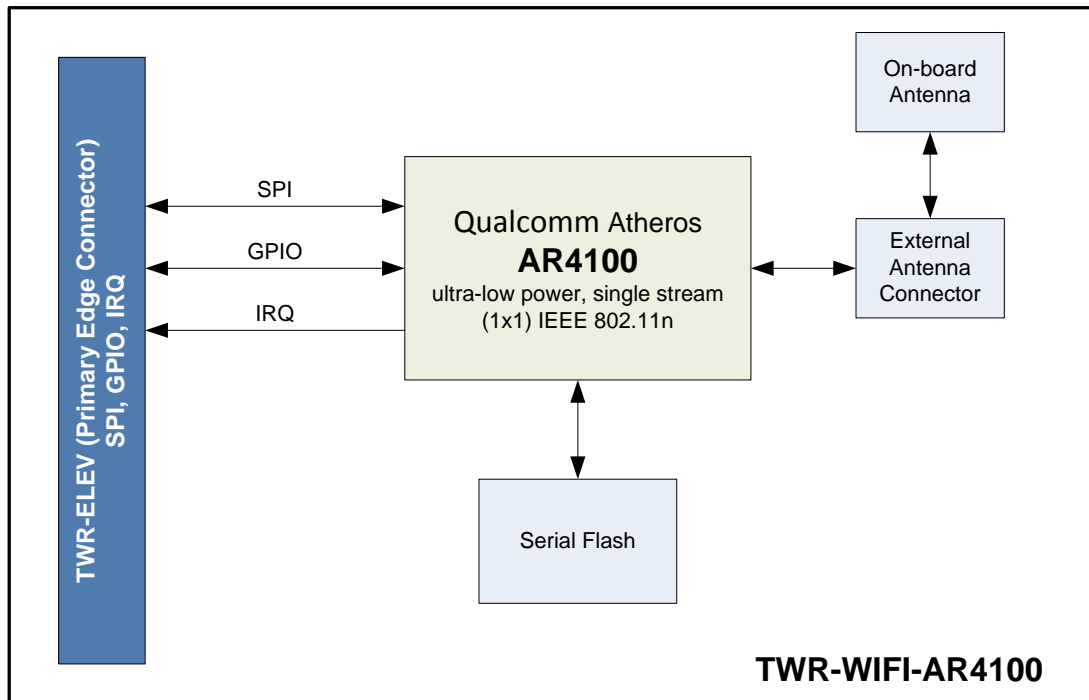 TWR-ELEV (Primary Edge Connector)
SPI, GPIO, IRQ
SPI
GPIO
IRQ
Qualcomm Atheros
AR4100
ultra-low power, single stream
(1x1) IEEE 802.11n
On-board
Antenna
External
Antenna
Connector
Serial Flash
TWR-WIFI-AR4100